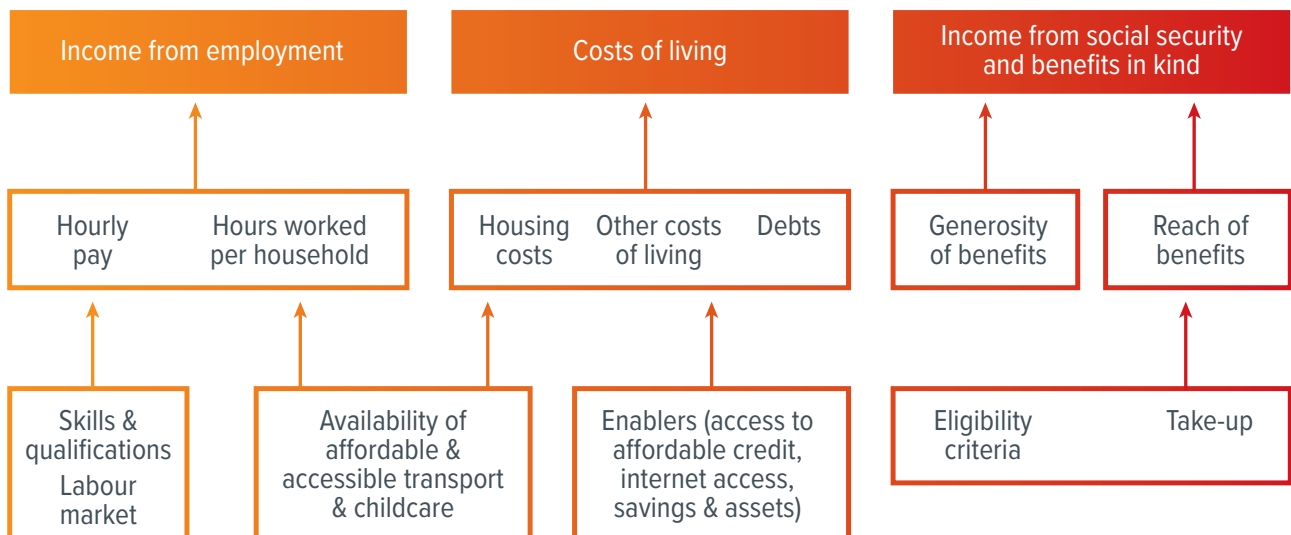 Income from employment
Costs of living
Income from social security
and benefits in kind
Hourly
pay
Hours worked
per household
Housing
costs
Other costs
of living
Debts
Generosity
of benefits
Reach of
benefits
Skills &
qualifications
Labour
market
Availability of
affordable &
accessible transport
& childcare
Enablers (access to
affordable credit,
internet access,
savings & assets)
Eligibility
criteria
Take-up